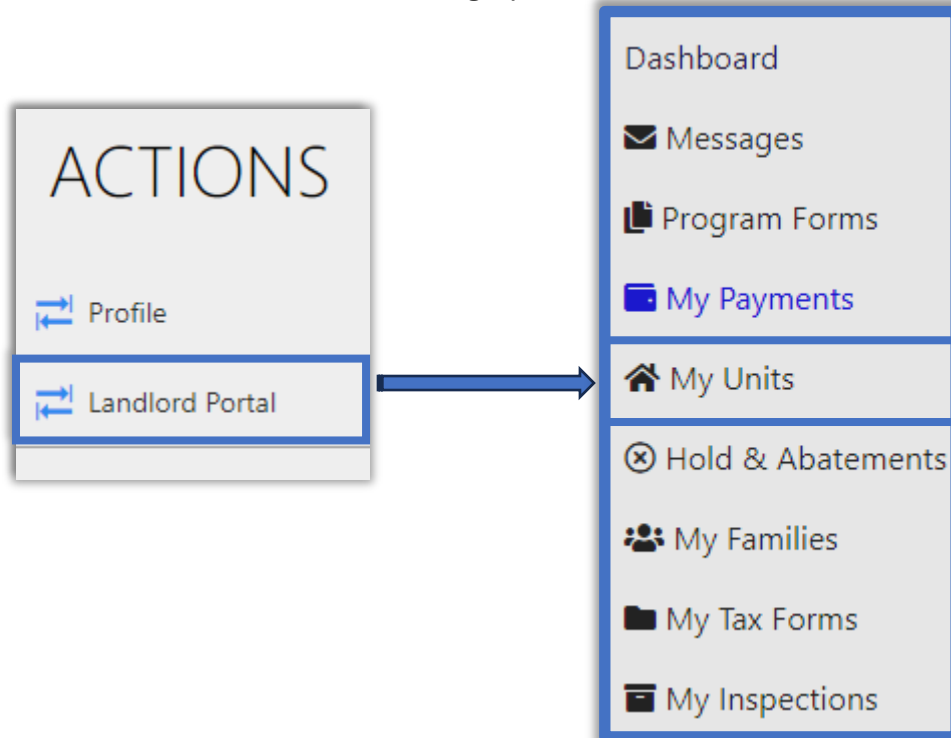 ACTIONS
Profile
Landlord Portal
Dashboard
Messages
Program Forms
My Payments
My Units
Hold & Abatements
My Families
My Tax Forms
My Inspections